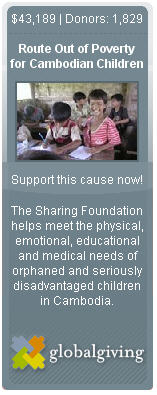 $43,189 | Donors: 1,829
Route Out of Poverty
for Cambodian Children
Support this cause now!
The Sharing Foundation
helps meet the physical,
emotional, educational
and medical needs of
orphaned and seriously
disadvantaged children
in Cambodia.
globalgiving